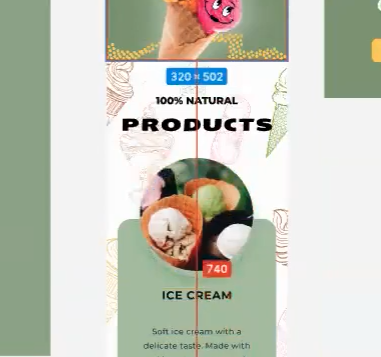 320 × 502
100% NATURAL
PRODUCTS
740
ICE CREAM
Soft ice cream with a
delicate taste. Made with